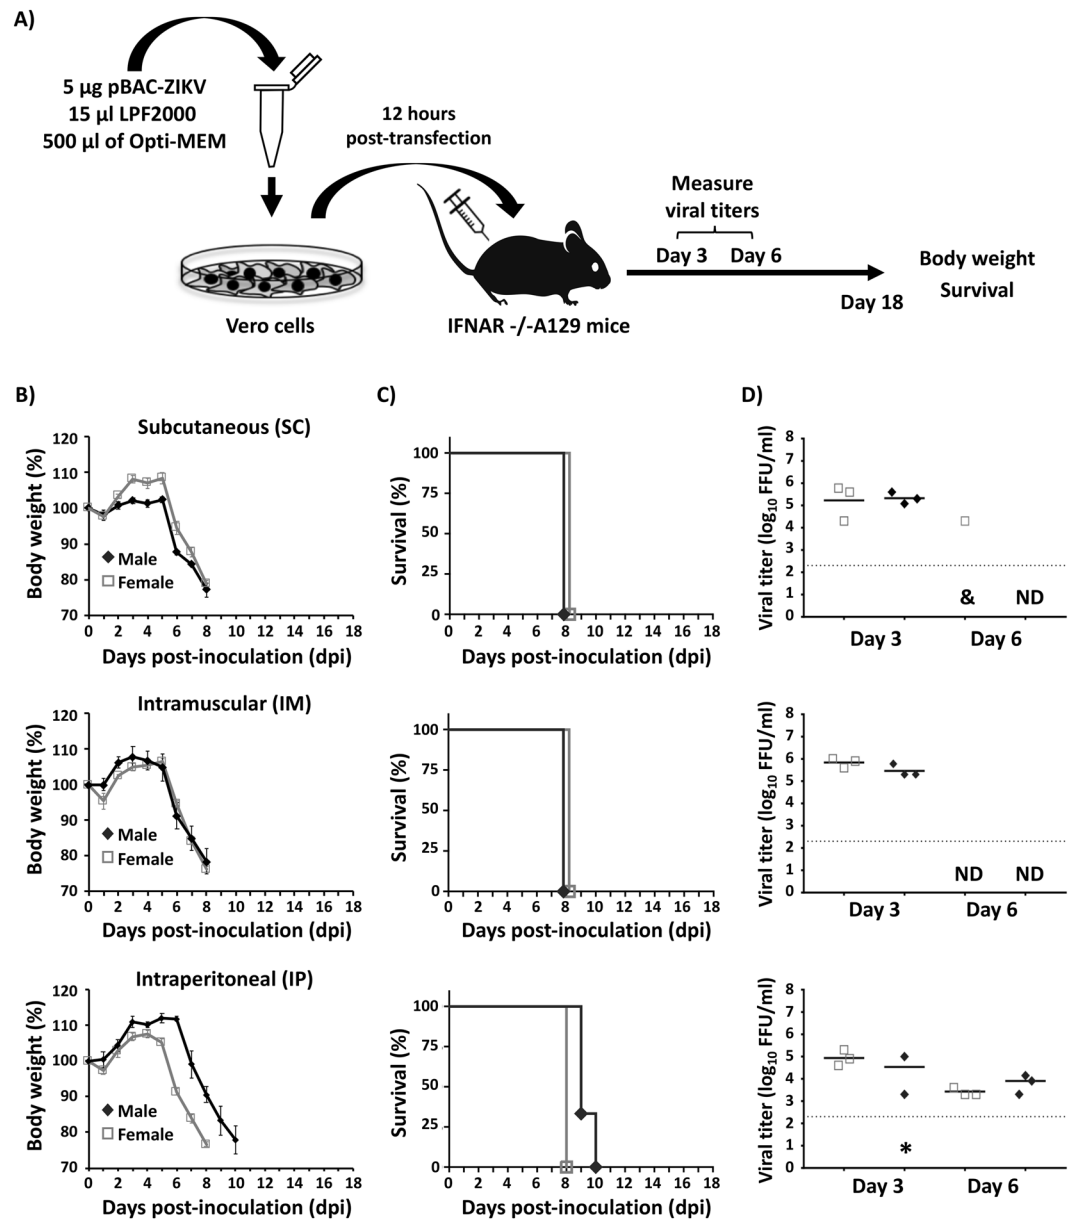 A)
5 µg pBAC-ZIKV
15 µl LPF2000
500 µl of Opti-MEM
12 hours
post-transfection
Vero cells
IFNAR -/-A129 mice
Measure
viral titers
Day 3 Day 6
Day 18
Body weight
Survival
B)
Subcutaneous (SC)
Body weight (%)
120
110
100
90
80
70
Male
Female
0 2 4 6 8 10 12 14 16 18
Days post-inoculation (dpi)
Intramuscular (IM)
Body weight (%)
120
110
100
90
80
70
Male
Female
0 2 4 6 8 10 12 14 16 18
Days post-inoculation (dpi)
Intraperitoneal (IP)
Body weight (%)
120
110
100
90
80
70
Male
Female
0 2 4 6 8 10 12 14 16 18
Days post-inoculation (dpi)
C)
Survival (%)
100
75
50
25
0
0 2 4 6 8 10 12 14 16 18
Days post-inoculation (dpi)
Survival (%)
100
75
50
25
0
0 2 4 6 8 10 12 14 16 18
Days post-inoculation (dpi)
Survival (%)
100
75
50
25
0
0 2 4 6 8 10 12 14 16 18
Days post-inoculation (dpi)
D)
Viral titer (log10 FFU/ml)
8
7
6
5
4
3
2
1
0
& ND
Day 3 Day 6
Viral titer (log10 FFU/ml)
8
7
6
5
4
3
2
1
0
ND ND
Day 3 Day 6
Viral titer (log10 FFU/ml)
8
7
6
5
4
3
2
1
0
*
Day 3 Day 6